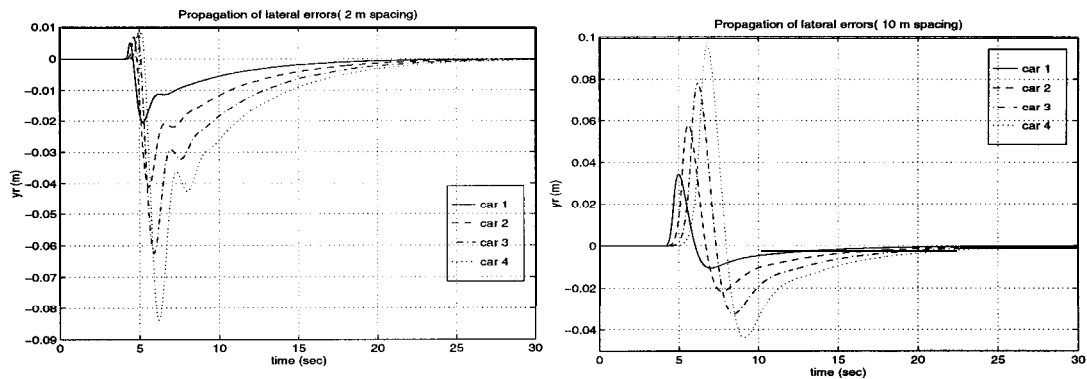 Propagation of lateral errors( 2 m spacing)
0.01
0
−0.01
−0.02
−0.03
−0.04
−0.05
−0.06
−0.07
−0.08
−0.09
yr (m)
0
5
10
15
20
25
30
time (sec)
car 1
car 2
car 3
car 4
Propagation of lateral errors( 10 m spacing)
0.1
0.08
0.06
0.04
0.02
0
−0.02
−0.04
yr (m)
0
5
10
15
20
25
30
time (sec)
car 1
car 2
car 3
car 4